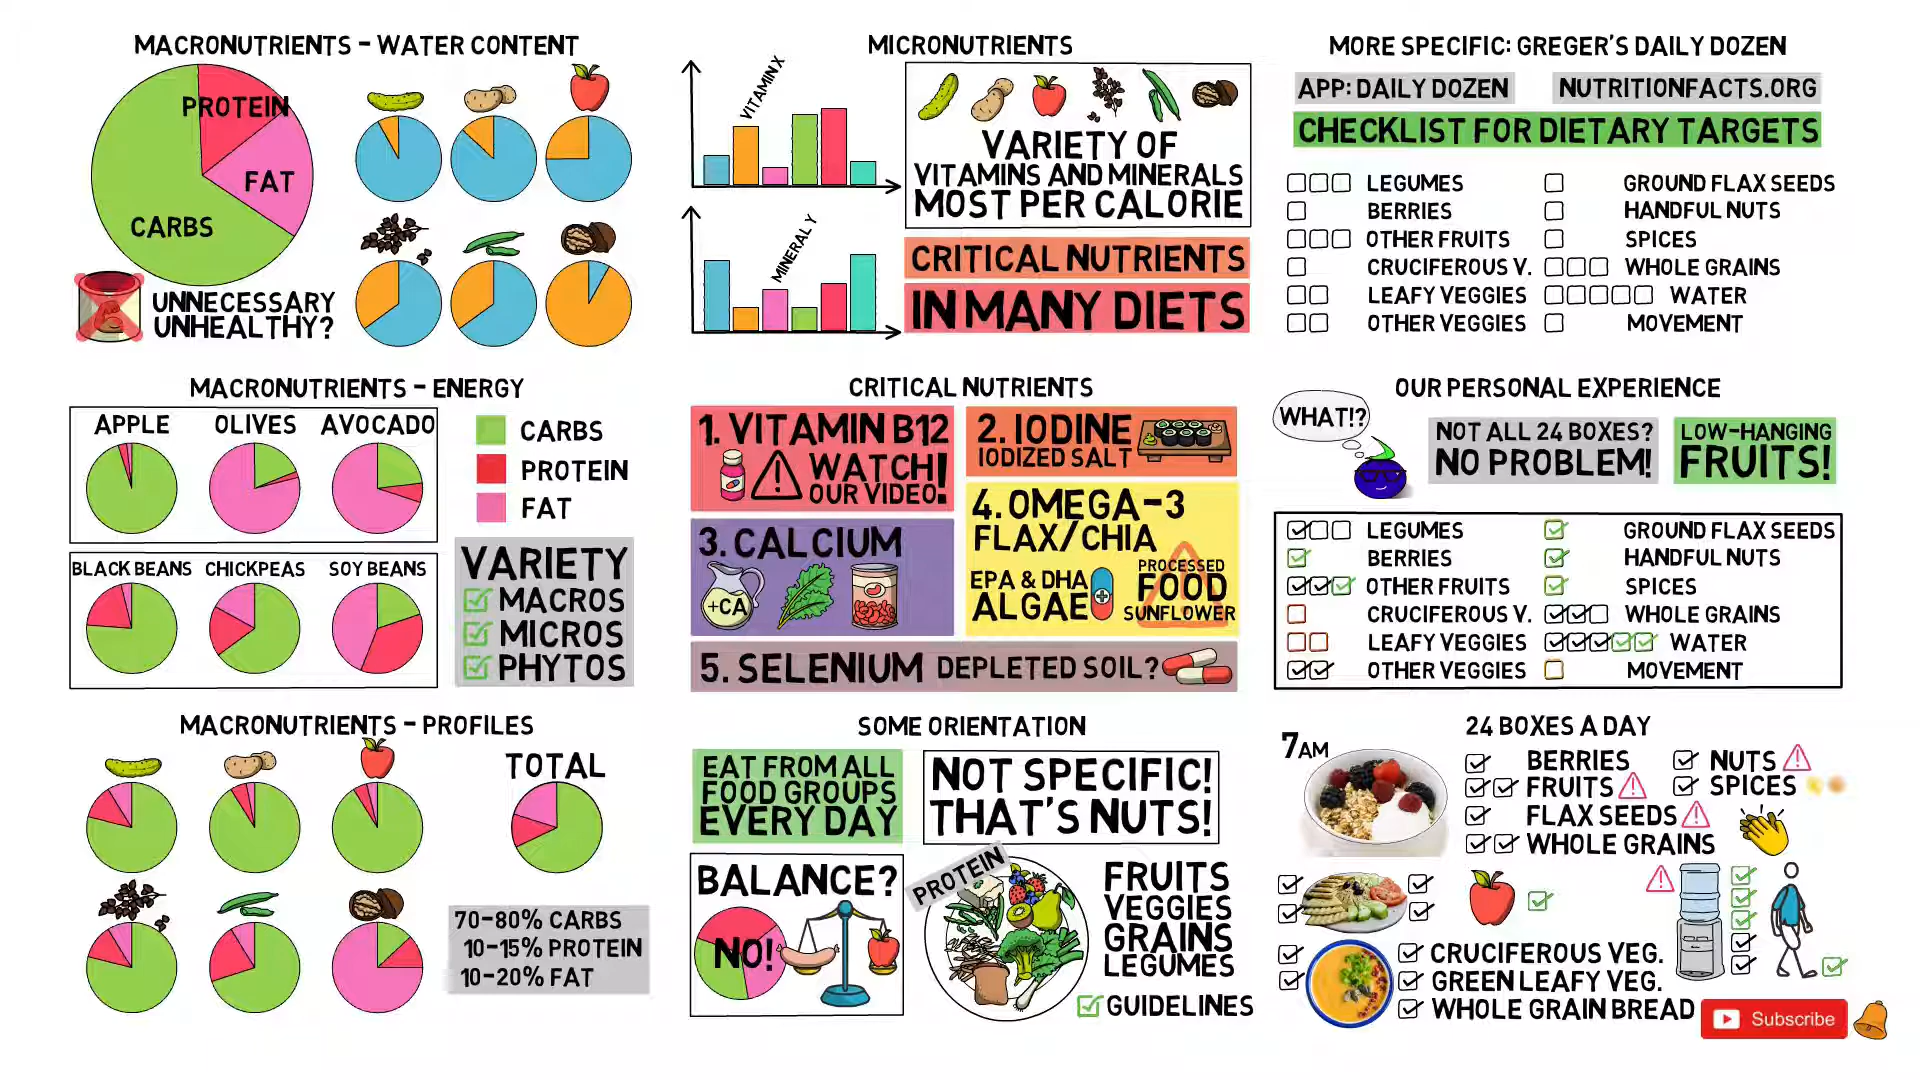 MACRONUTRIENTS - WATER CONTENT
PROTEIN
FAT
CARBS
UNNECESSARY
UNHEALTHY?
MICRONUTRIENTS
VITAMIN X
MINERAL Y
VARIETY OF
VITAMINS AND MINERALS
MOST PER CALORIE
CRITICAL NUTRIENTS
IN MANY DIETS
MORE SPECIFIC: GREGER'S DAILY DOZEN
APP: DAILY DOZEN
NUTRITIONFACTS.ORG
CHECKLIST FOR DIETARY TARGETS
LEGUMES
BERRIES
OTHER FRUITS
CRUCIFEROUS V.
LEAFY VEGGIES
OTHER VEGGIES
GROUND FLAX SEEDS
HANDFUL NUTS
SPICES
WHOLE GRAINS
WATER
MOVEMENT
MACRONUTRIENTS - ENERGY
APPLE
OLIVES
AVOCADO
BLACK BEANS
CHICKPEAS
SOY BEANS
CARBS
PROTEIN
FAT
VARIETY
MACROS
MICROS
PHYTOS
CRITICAL NUTRIENTS
1. VITAMIN B12
WATCH!
OUR VIDEO!
2. IODINE
IODIZED SALT
3. CALCIUM
+CA
4. OMEGA-3
FLAX/CHIA
EPA & DHA
ALGAE
PROCESSED
FOOD
SUNFLOWER
5. SELENIUM DEPLETED SOIL?
OUR PERSONAL EXPERIENCE
WHAT!?
NOT ALL 24 BOXES?
NO PROBLEM!
LOW-HANGING
FRUITS!
LEGUMES
BERRIES
OTHER FRUITS
CRUCIFEROUS V.
LEAFY VEGGIES
OTHER VEGGIES
GROUND FLAX SEEDS
HANDFUL NUTS
SPICES
WHOLE GRAINS
WATER
MOVEMENT
MACRONUTRIENTS - PROFILES
TOTAL
70-80% CARBS
10-15% PROTEIN
10-20% FAT
SOME ORIENTATION
EAT FROM ALL
FOOD GROUPS
EVERY DAY
NOT SPECIFIC!
THAT'S NUTS!
BALANCE?
NO!
PROTEIN
FRUITS
VEGGIES
GRAINS
LEGUMES
GUIDELINES
24 BOXES A DAY
7AM
BERRIES
FRUITS
FLAX SEEDS
WHOLE GRAINS
NUTS
SPICES
CRUCIFEROUS VEG.
GREEN LEAFY VEG.
WHOLE GRAIN BREAD
Subscribe